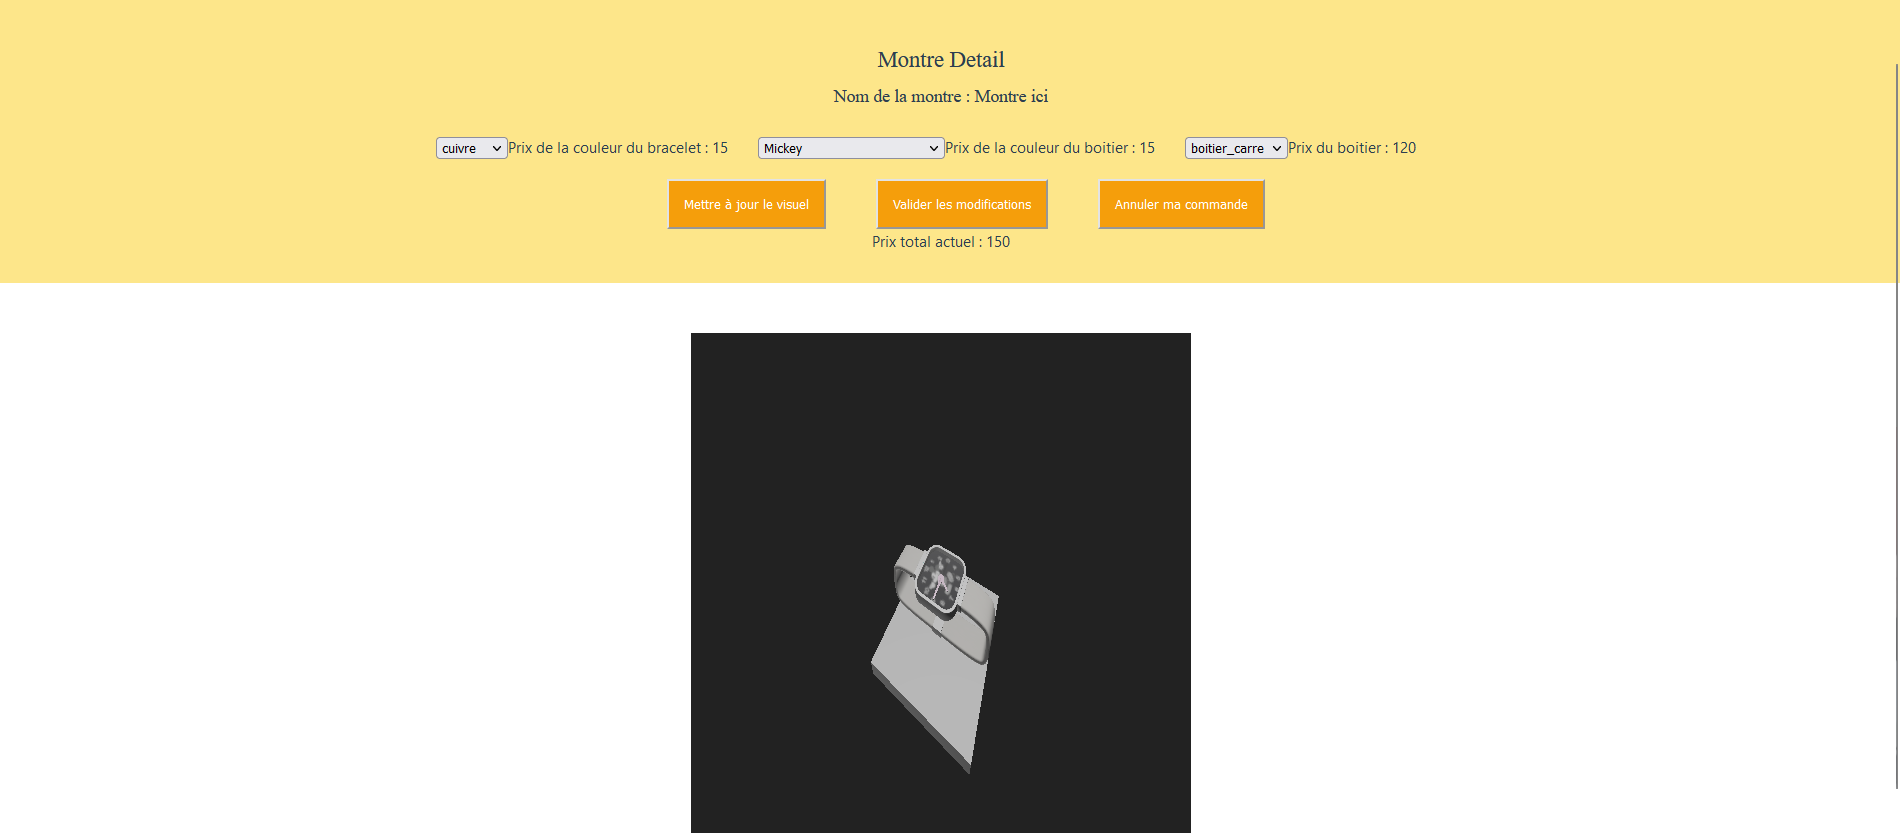 Montre Detail
Nom de la montre : Montre ici
cuivre Prix de la couleur du bracelet : 15 Mickey Prix de la couleur du boitier : 15 boitier_carre Prix du boitier : 120
Mettre à jour le visuel Valider les modifications Annuler ma commande
Prix total actuel : 150